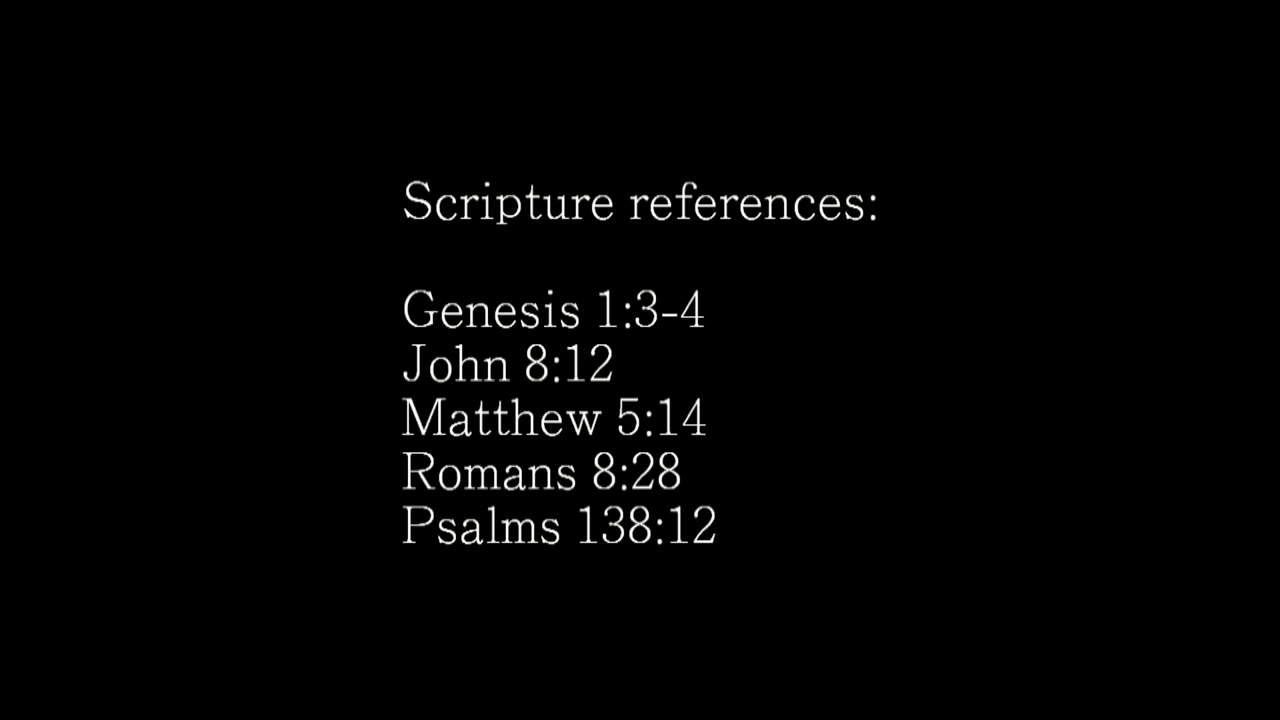 Scripture references:
Genesis 1:3-4
John 8:12
Matthew 5:14
Romans 8:28
Psalms 138:12